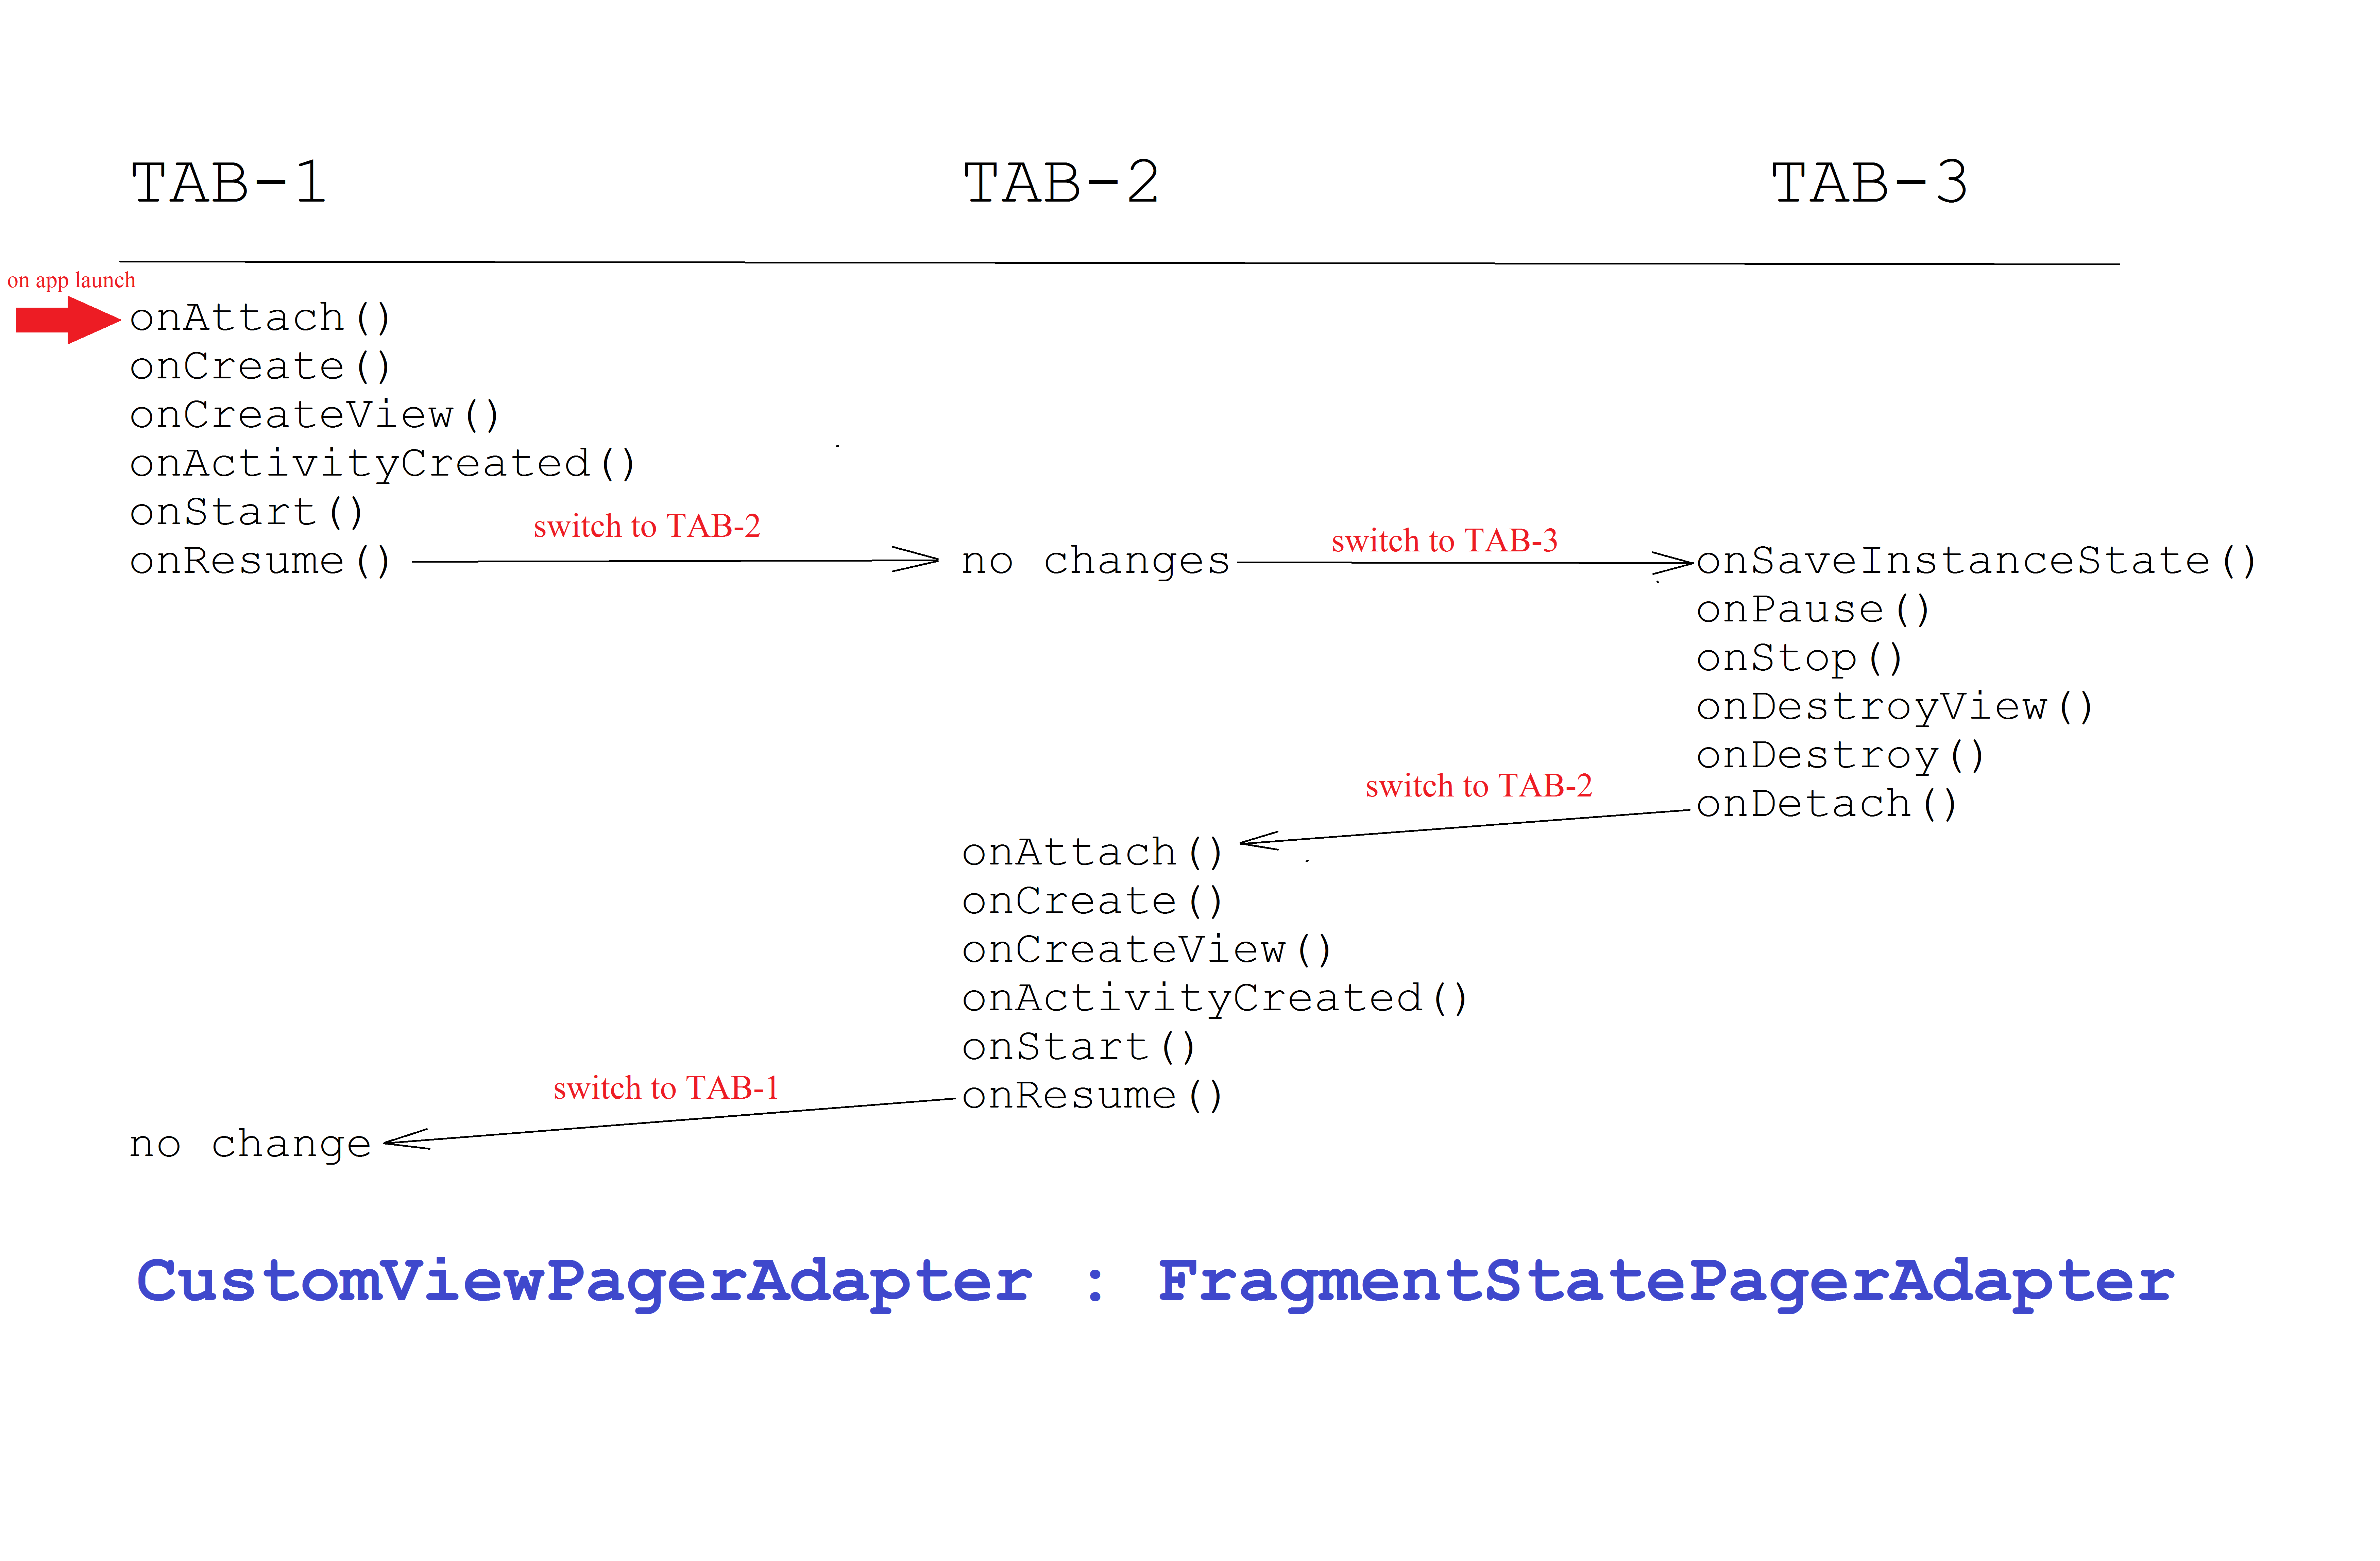 TAB-1 TAB-2 TAB-3
on app launch
onAttach()
onCreate()
onCreateView()
onActivityCreated()
onStart()
switch to TAB-2 switch to TAB-3
onResume() no changes onSaveInstanceState()
onPause()
onStop()
onDestroyView()
onDestroy()
switch to TAB-2
onDetach()
onAttach()
onCreate()
onCreateView()
onActivityCreated()
onStart()
switch to TAB-1
onResume()
no change
CustomViewPagerAdapter : FragmentStatePagerAdapter